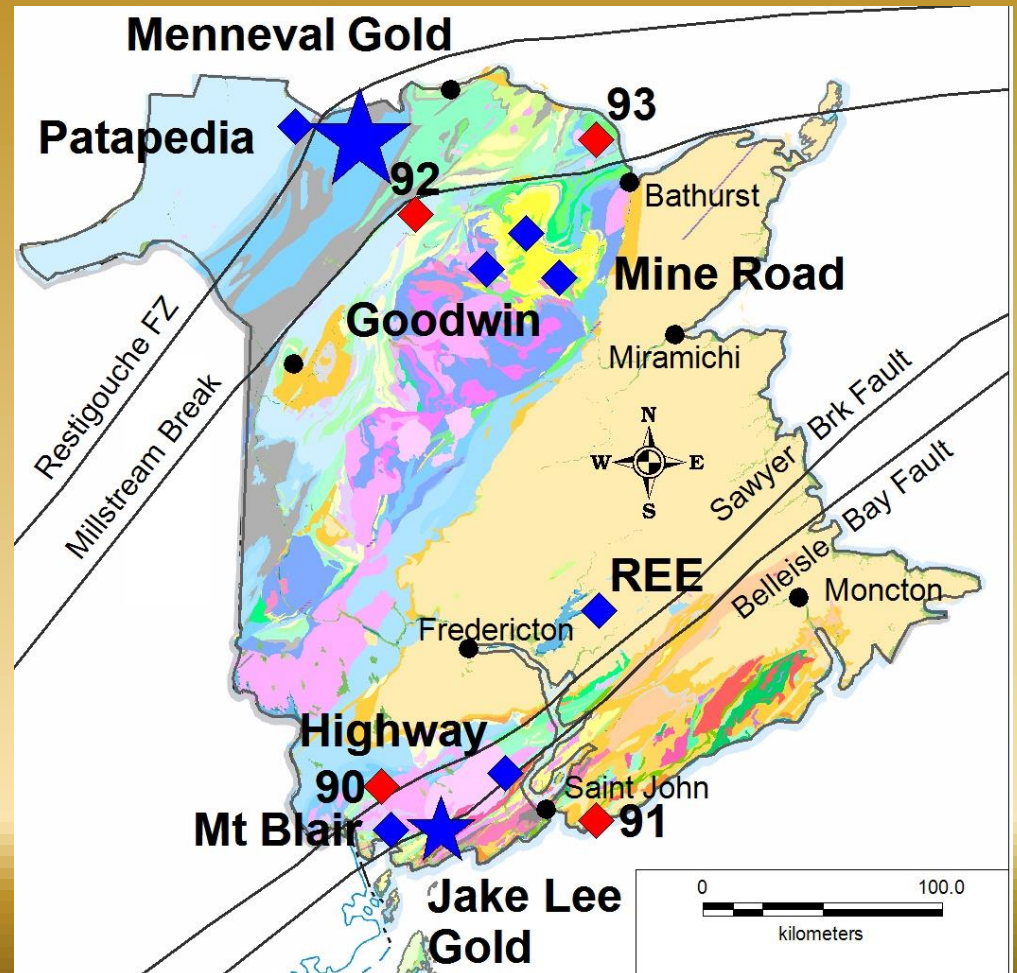 Menneval Gold
Patapedia
93
92
Bathurst
Mine Road
Goodwin
Miramichi
Restigouche FZ
Millstream Break
N
W E
S
Sawyer Brk Fault
Belleisle Bay Fault
REE
Moncton
Fredericton
Highway
90
Saint John
91
Mt Blair
Jake Lee
Gold
0 100.0
kilometers